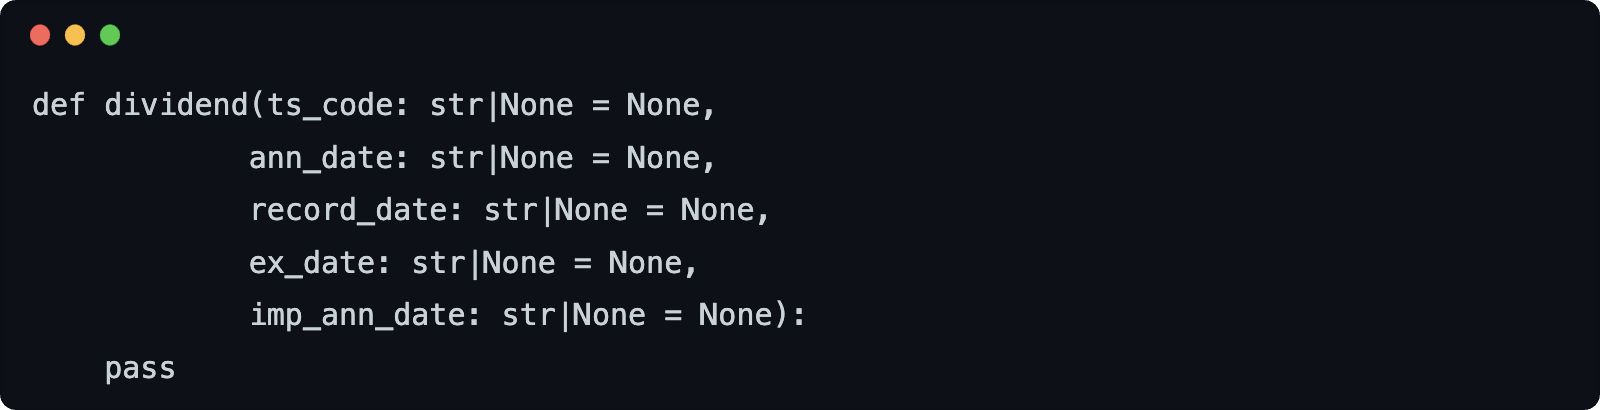 def dividend(ts_code: str|None = None,
             ann_date: str|None = None,
             record_date: str|None = None,
             ex_date: str|None = None,
             imp_ann_date: str|None = None):
    pass